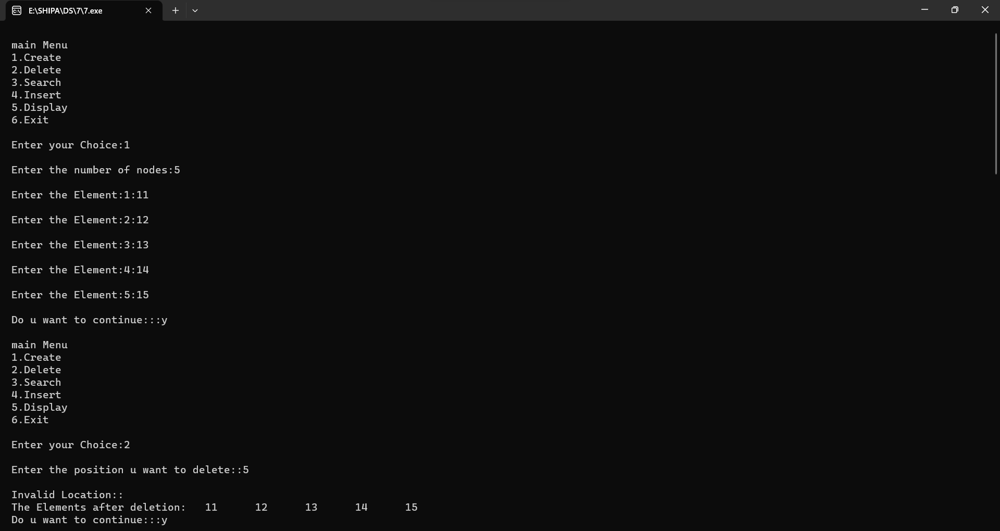 E:\SHIPA\DS\7\7.exe
main Menu
1.Create
2.Delete
3.Search
4.Insert
5.Display
6.Exit
Enter your Choice:1
Enter the number of nodes:5
Enter the Element:1:11
Enter the Element:2:12
Enter the Element:3:13
Enter the Element:4:14
Enter the Element:5:15
Do u want to continue:::y
main Menu
1.Create
2.Delete
3.Search
4.Insert
5.Display
6.Exit
Enter your Choice:2
Enter the position u want to delete::5
Invalid Location::
The Elements after deletion:   11      12      13      14      15
Do u want to continue:::y